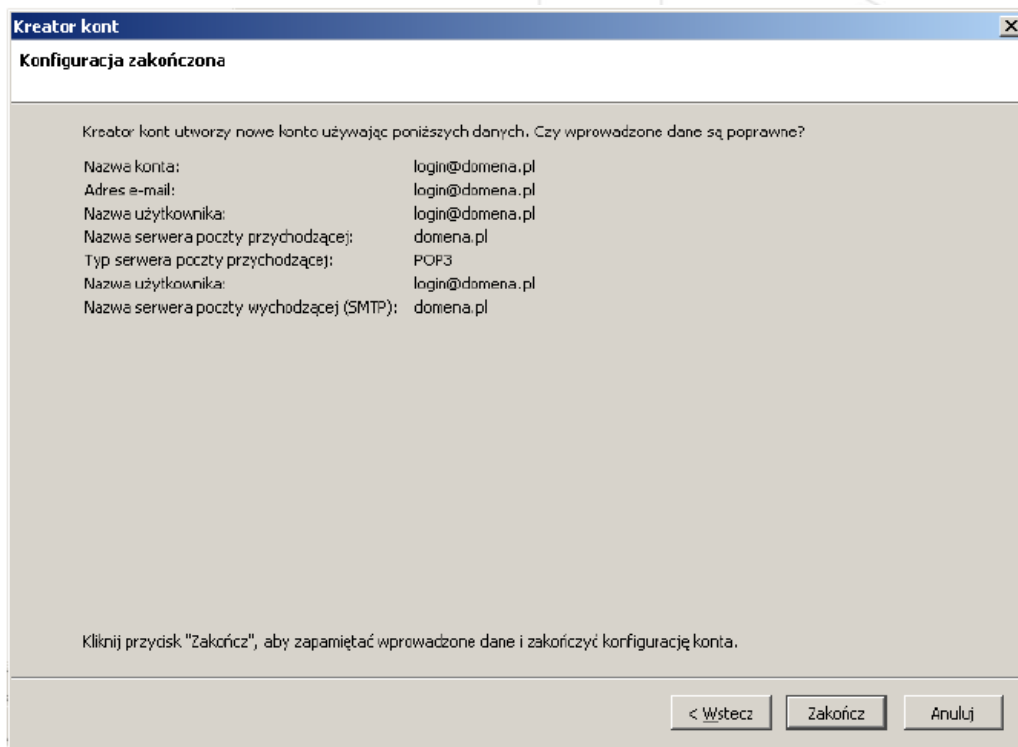 Kreator kont
Konfiguracja zakończona
Kreator kont utworzy nowe konto używając poniższych danych. Czy wprowadzone dane są poprawne?
Nazwa konta: login@domena.pl
Adres e-mail: login@domena.pl
Nazwa użytkownika: login@domena.pl
Nazwa serwera poczty przychodzącej: domena.pl
Typ serwera poczty przychodzącej: POP3
Nazwa użytkownika: login@domena.pl
Nazwa serwera poczty wychodzącej (SMTP): domena.pl
Kliknij przycisk "Zakończ", aby zapamiętać wprowadzone dane i zakończyć konfigurację konta.
< Wstecz Zakończ Anuluj